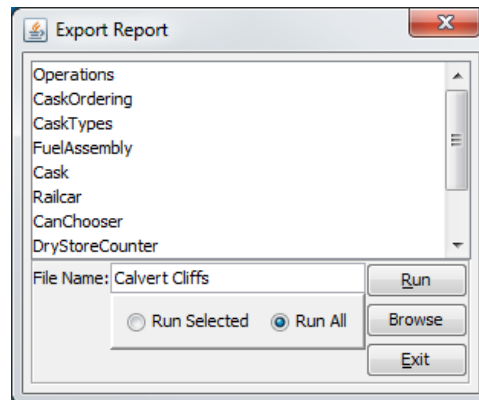 Export Report
Operations
CaskOrdering
CaskTypes
FuelAssembly
Cask
Railcar
CanChooser
DryStoreCounter
File Name: Calvert Cliffs Run
Run Selected Run All Browse
Exit